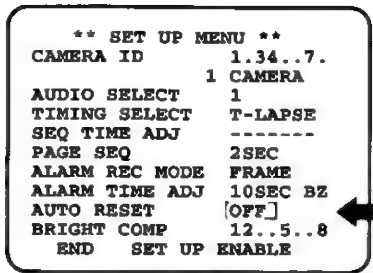 ** SET UP MENU **
CAMERA ID 1.34..7.
1 CAMERA
AUDIO SELECT 1
TIMING SELECT T-LAPSE
SEQ TIME ADJ -------
PAGE SEQ 2SEC
ALARM REC MODE FRAME
ALARM TIME ADJ 10SEC BZ
AUTO RESET [OFF]
BRIGHT COMP 12..5..8
END SET UP ENABLE